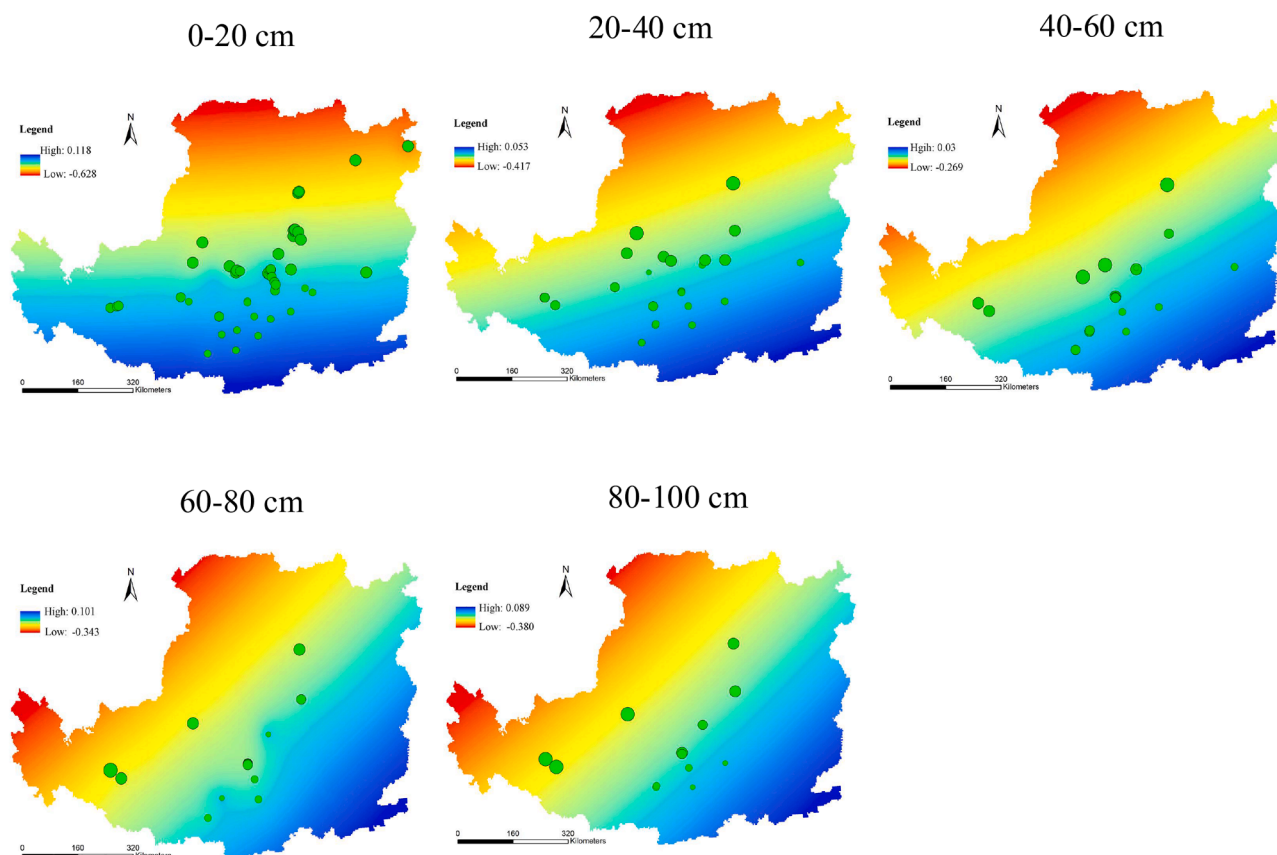 0-20 cm
20-40 cm
40-60 cm
N
Legend
High: 0.118
Low: -0.628
0 160 320
Kilometers
N
Legend
High: 0.053
Low: -0.417
0 160 320
Kilometers
N
Legend
Hgih: 0.03
Low: -0.269
0 160 320
Kilometers
60-80 cm
80-100 cm
N
Legend
High: 0.101
Low: -0.343
0 160 320
Kilometers
N
Legend
High: 0.089
Low: -0.380
0 160 320
Kilometers